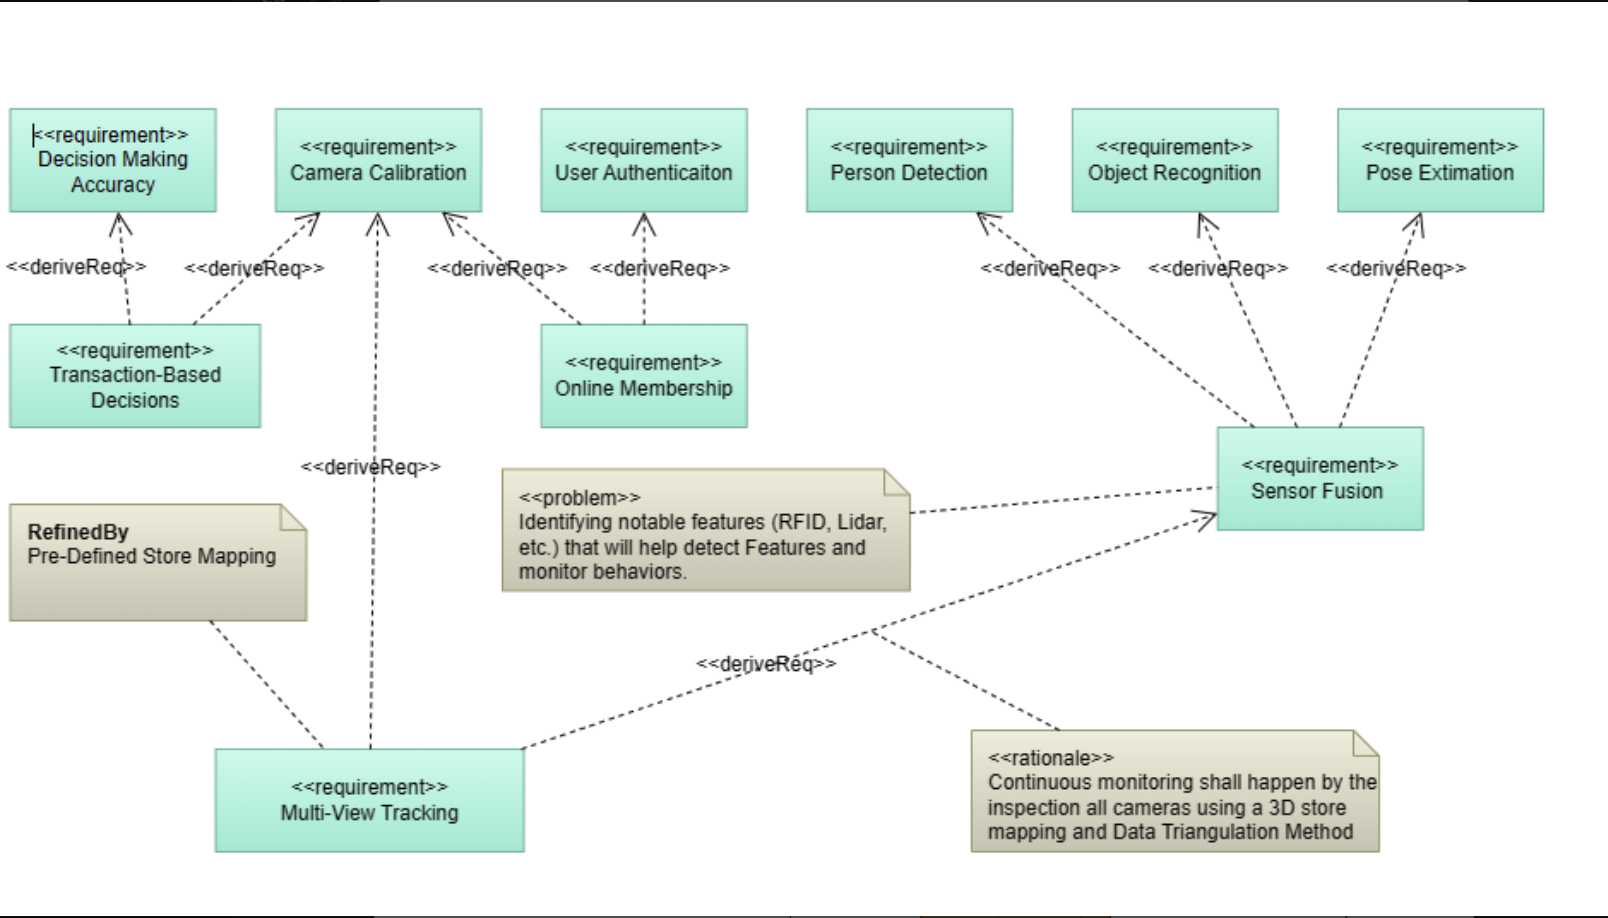 <<requirement>>
Decision Making
Accuracy
<<requirement>>
Camera Calibration
<<requirement>>
User Authenticaiton
<<requirement>>
Person Detection
<<requirement>>
Object Recognition
<<requirement>>
Pose Extimation
<<deriveReq>>
<<deriveReq>>
<<deriveReq>>
<<deriveReq>>
<<deriveReq>>
<<deriveReq>>
<<deriveReq>>
<<requirement>>
Transaction-Based
Decisions
<<requirement>>
Online Membership
<<deriveReq>>
<<requirement>>
Sensor Fusion
<<problem>>
Identifying notable features (RFID, Lidar,
etc.) that will help detect Features and
monitor behaviors.
RefinedBy
Pre-Defined Store Mapping
<<deriveReq>>
<<requirement>>
Multi-View Tracking
<<rationale>>
Continuous monitoring shall happen by the
inspection all cameras using a 3D store
mapping and Data Triangulation Method